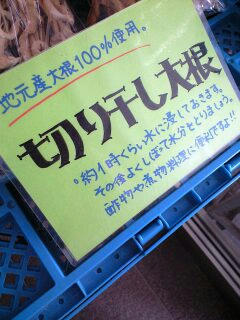 地元産大根100%使用。
切り干し大根
。約1時くらい水に浸しておきます。
その後よくしぼって水分をとりましょう。
。酢物や煮物料理に便利ですよ!!